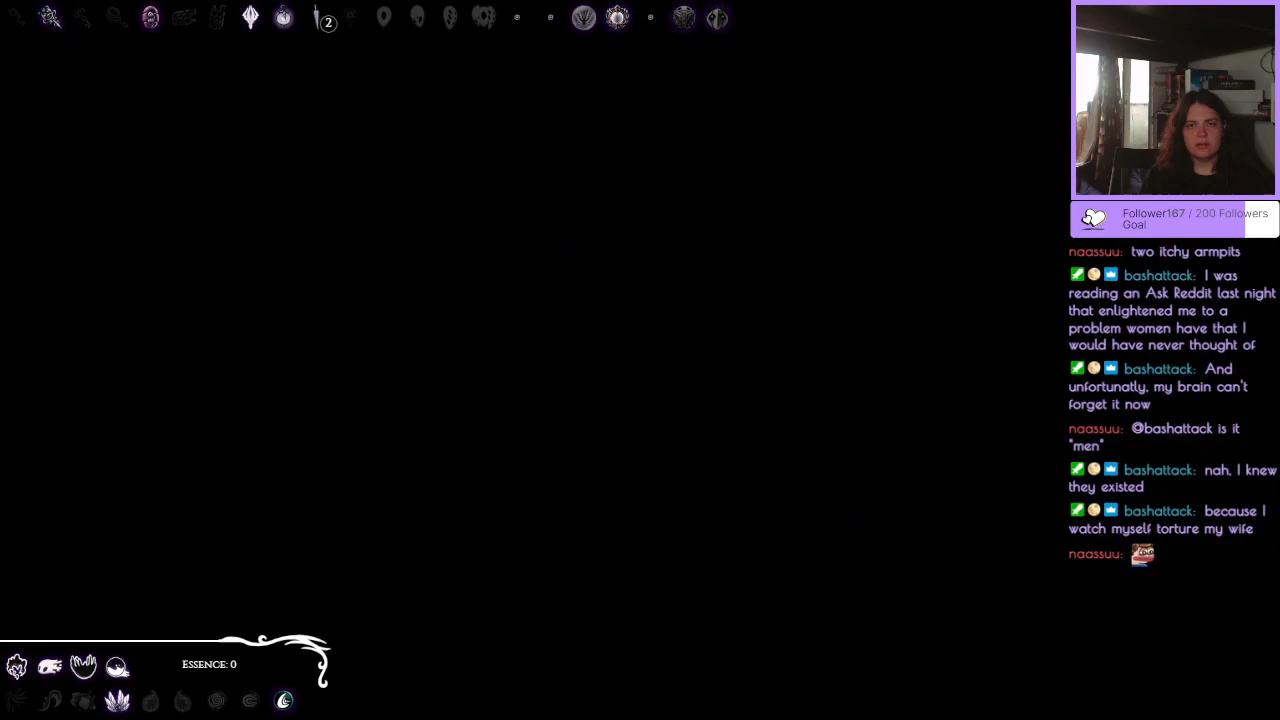 2
Follower167 / 200 Followers
Goal
naassuu: two itchy armpits
bashattack: I was
reading an Ask Reddit last night
that enlightened me to a
problem women have that I
would have never thought of
bashattack: And
unfortunatly, my brain can't
forget it now
naassuu: @bashattack is it
"men"
bashattack: nah, I knew
they existed
bashattack: because I
watch myself torture my wife
naassuu:
Essence: 0